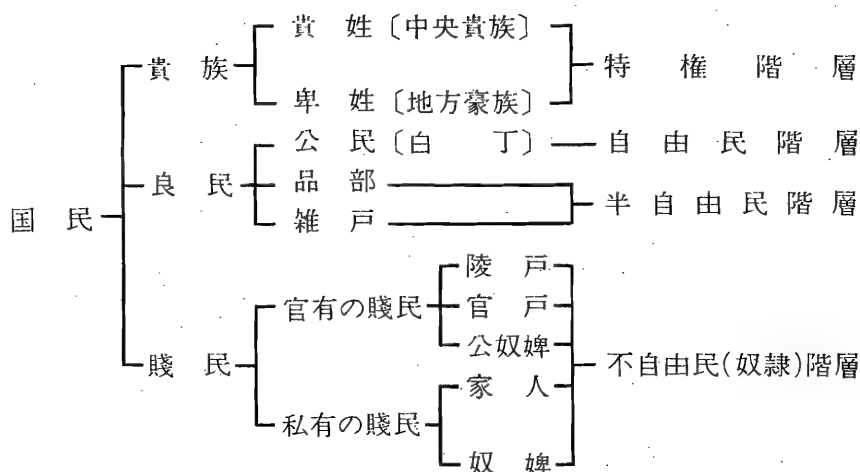 貴姓〔中央貴族〕
貴族
特権階層
卑姓〔地方豪族〕
公民〔白丁〕
自由民階層
良民
品部
半自由民階層
国民
雑戸
陵戸
官有の賤民
官戸
公奴婢
賤民
不自由民(奴隷)階層
家人
私有の賤民
奴婢